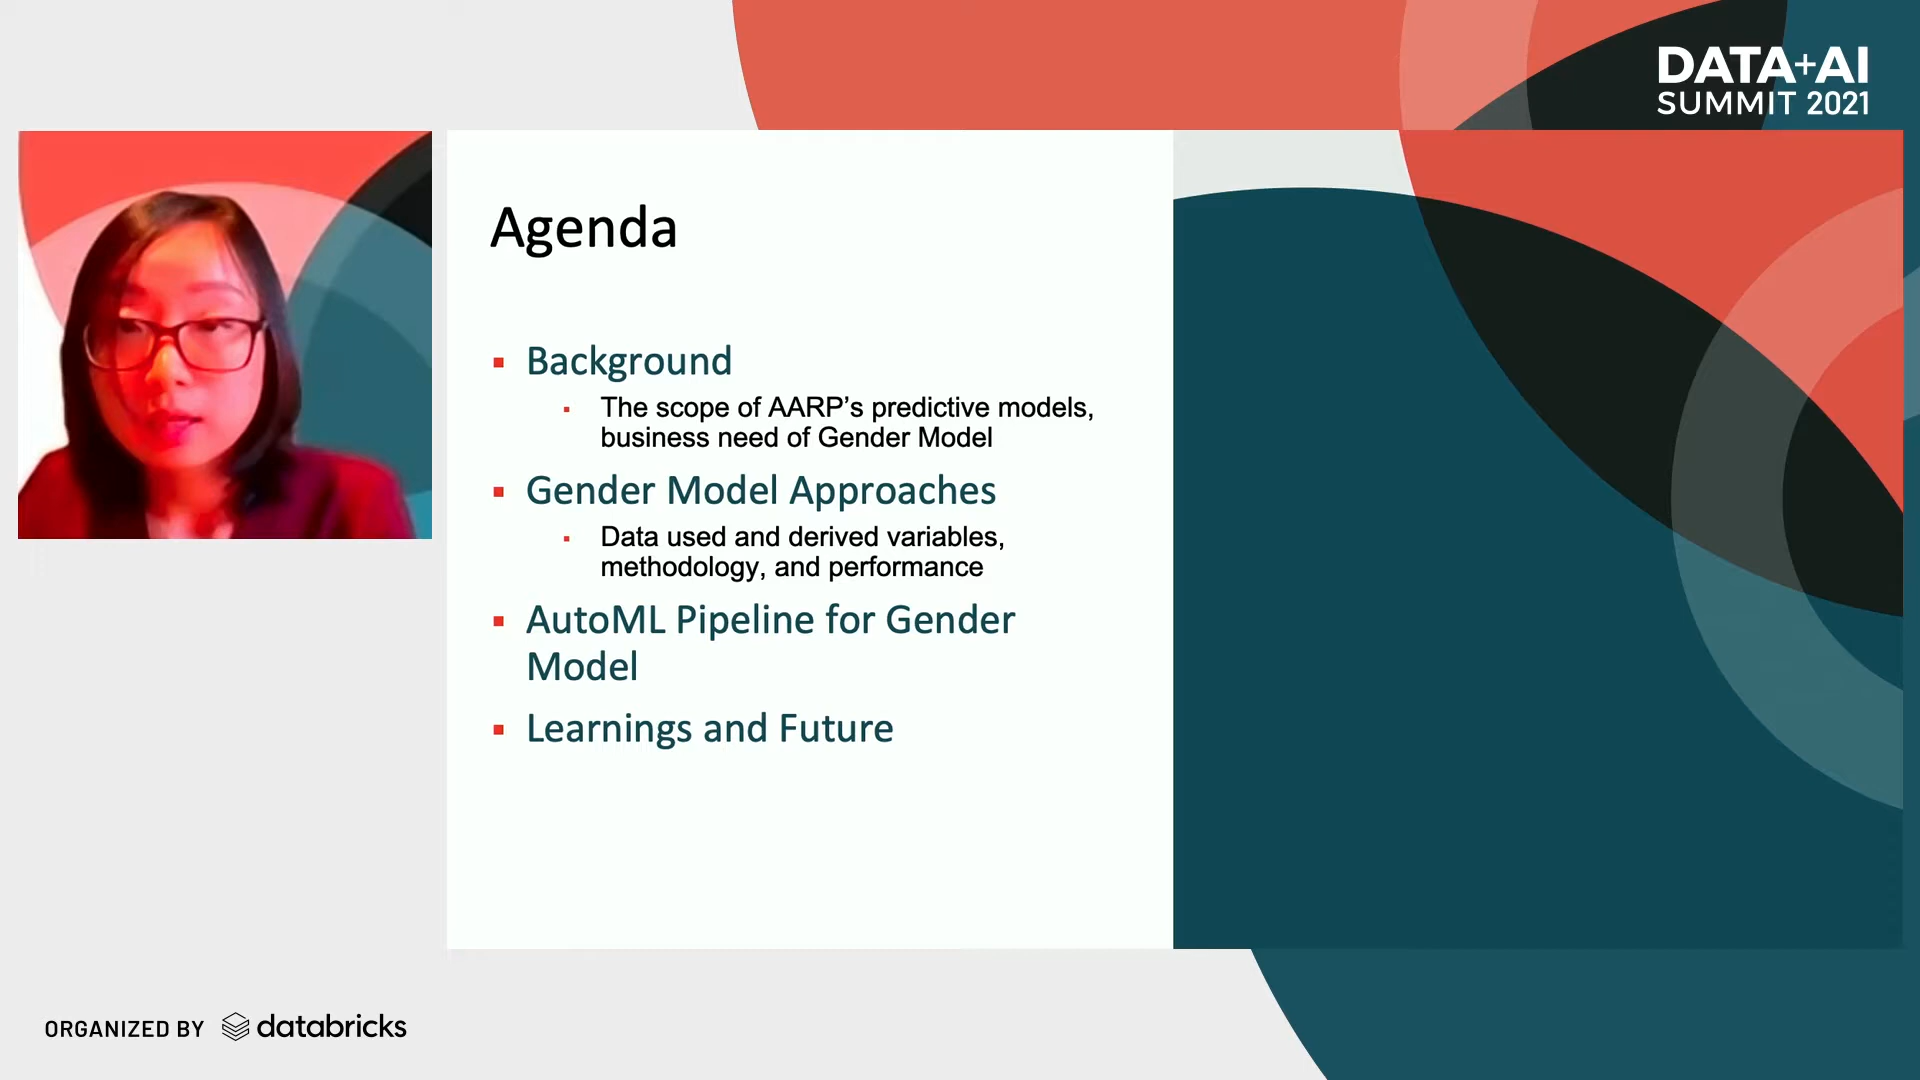 DATA+AI
SUMMIT 2021
Agenda
▪ Background
▪ The scope of AARP’s predictive models,
business need of Gender Model
▪ Gender Model Approaches
▪ Data used and derived variables,
methodology, and performance
▪ AutoML Pipeline for Gender
Model
▪ Learnings and Future
ORGANIZED BY databricks